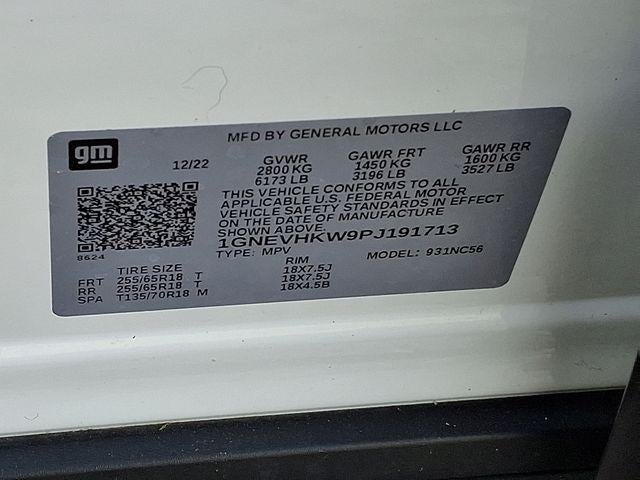 MFD BY GENERAL MOTORS LLC
gm
12/22 GVWR GAWR FRT GAWR RR
2800 KG 1450 KG 1600 KG
6173 LB 3196 LB 3527 LB
THIS VEHICLE CONFORMS TO ALL
APPLICABLE U.S. FEDERAL MOTOR
VEHICLE SAFETY STANDARDS IN EFFECT
ON THE DATE OF MANUFACTURE
SHOWN ABOVE.
1GNEVHKW9PJ191713
8624
TYPE: MPV MODEL: 931NC56
TIRE SIZE RIM
FRT 255/65R18 T 18X7.5J
RR 255/65R18 T 18X7.5J
SPA T135/70R18 M 18X4.5B